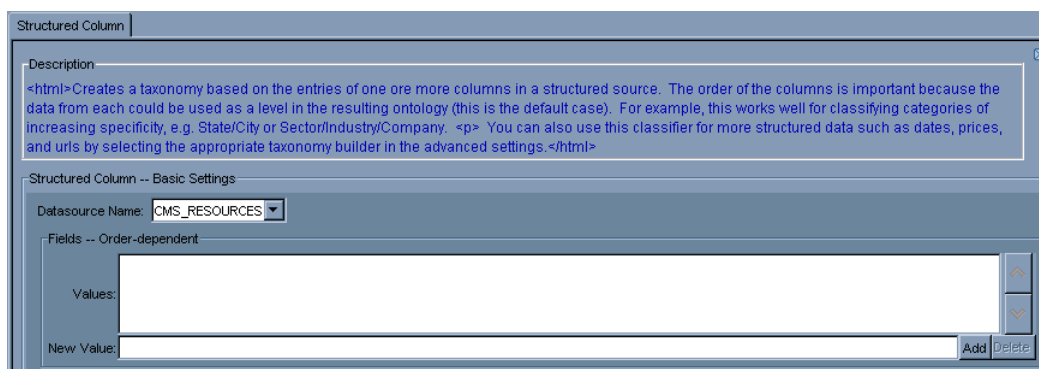 Structured Column
Description
<html>Creates a taxonomy based on the entries of one ore more columns in a structured source.  The order of the columns is important because the
data from each could be used as a level in the resulting ontology (this is the default case).  For example, this works well for classifying categories of
increasing specificity, e.g. State/City or Sector/Industry/Company.  <p>  You can also use this classifier for more structured data such as dates, prices,
and urls by selecting the appropriate taxonomy builder in the advanced settings.</html>
Structured Column -- Basic Settings
Datasource Name: CMS_RESOURCES
Fields -- Order-dependent
Values:
New Value: Add Delete